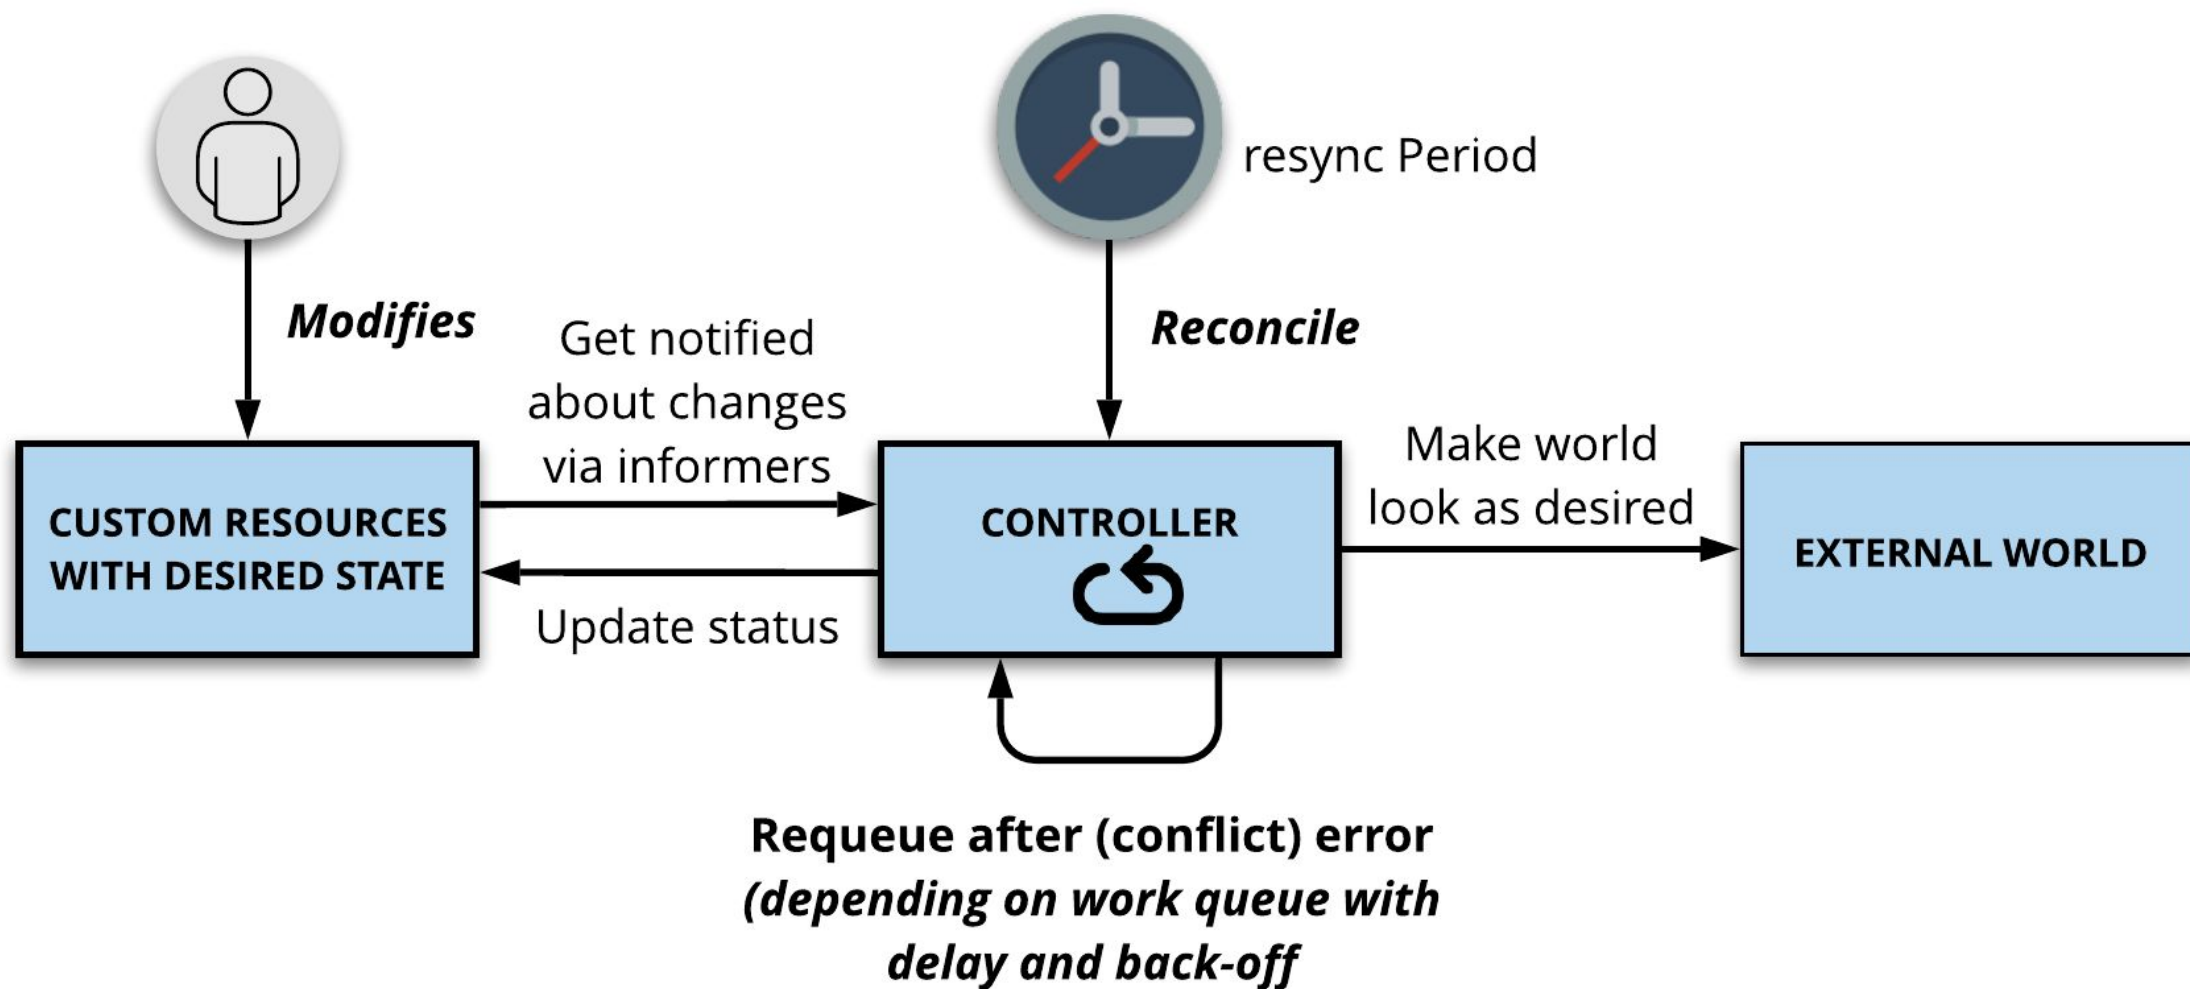 resync Period
Modifies
Reconcile
Get notified
about changes
via informers
Make world
look as desired
CUSTOM RESOURCES
WITH DESIRED STATE
CONTROLLER
EXTERNAL WORLD
Update status
Requeue after (conflict) error
(depending on work queue with
delay and back-off